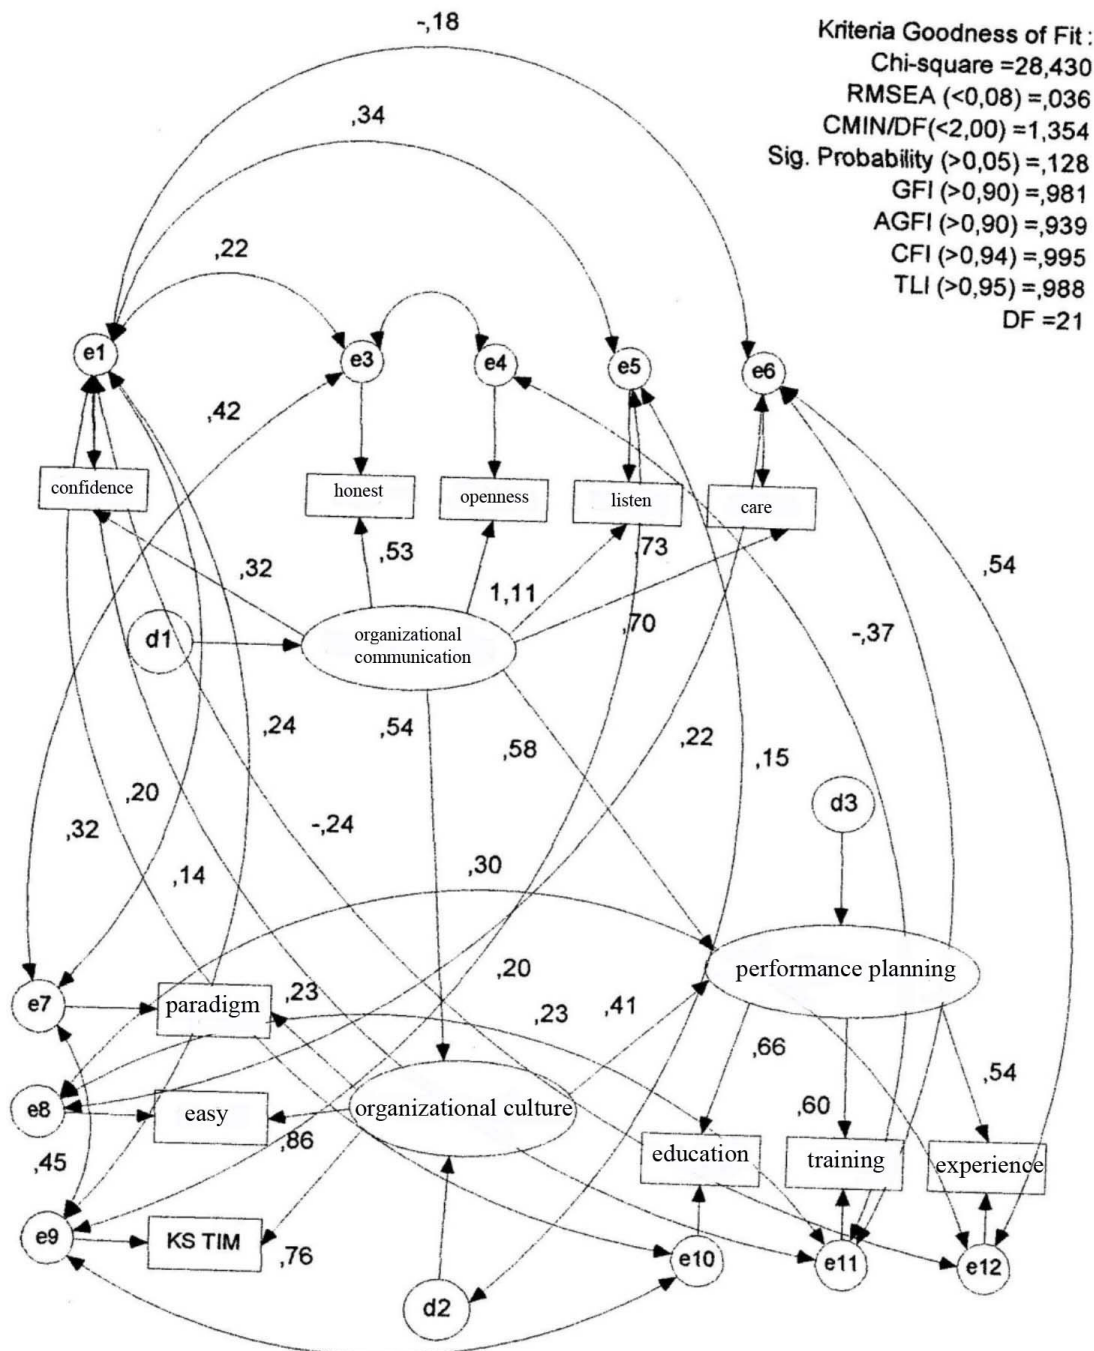 -,18
Kriteria Goodness of Fit :
Chi-square =28,430
RMSEA (<0,08) =,036
CMIN/DF(<2,00) =1,354
Sig. Probability (>0,05) =,128
GFI (>0,90) =,981
AGFI (>0,90) =,939
CFI (>0,94) =,995
TLI (>0,95) =,988
DF =21
,34
,22
e1
e3
e4
e5
e6
,42
confidence
honest
openness
listen
care
,32
,53
1,11
,73
,70
,54
-,37
d1
organizational
communication
,24
,54
,58
,22
,15
,20
,32
-,24
,14
,30
d3
performance planning
e7
paradigm
,23
,20
,23
,41
,66
,60
,54
e8
easy
organizational culture
,86
,45
education
training
experience
e9
KS TIM
,76
d2
e10
e11
e12